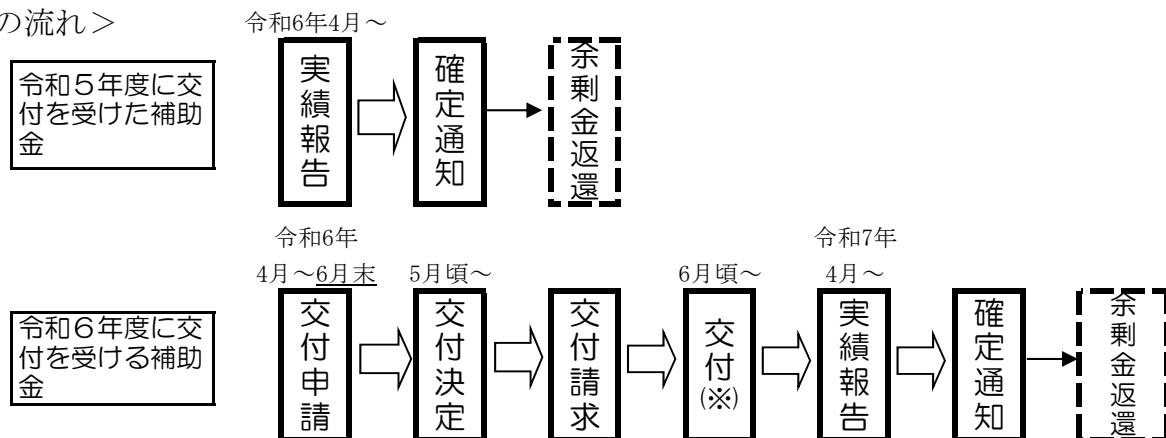 の流れ＞
令和6年4月～
令和５年度に交
付を受けた補助
金
実績報告
確定通知
余剰金返還
令和6年
4月～6月末
5月頃～
6月頃～
令和7年
4月～
令和６年度に交
付を受ける補助
金
交付申請
交付決定
交付請求
交付
(※)
実績報告
確定通知
余剰金返還